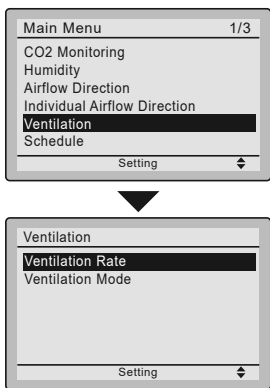 Main Menu 1/3
CO2 Monitoring
Humidity
Airflow Direction
Individual Airflow Direction
Ventilation
Schedule
Setting
Ventilation
Ventilation Rate
Ventilation Mode
Setting